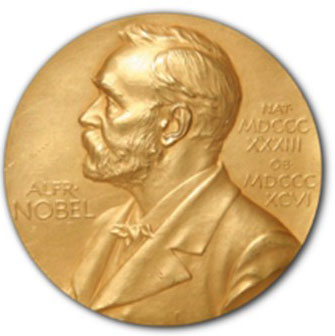 ALFR·
NOBEL
NAT·
MDCCC
XXXIII
OB·
MDCCC
XCVI